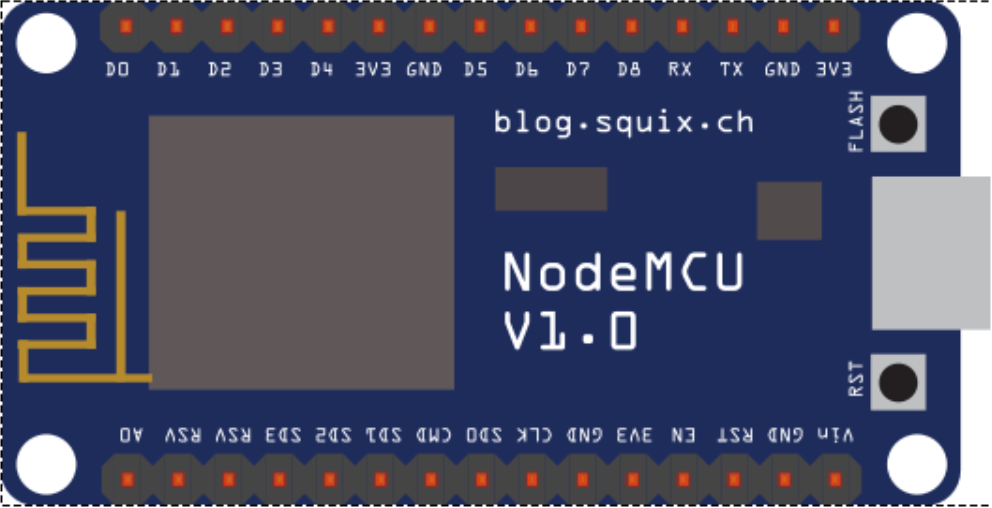 D0 D1 D2 D3 D4 3V3 GND D5 D6 D7 D8 RX TX GND 3V3
FLASH
blog.squix.ch
NodeMCU
V1.0
RST
A0 RSV RSV SD3 SD2 SD1 CMD SD0 CLK GND 3V3 EN RST GND Vin